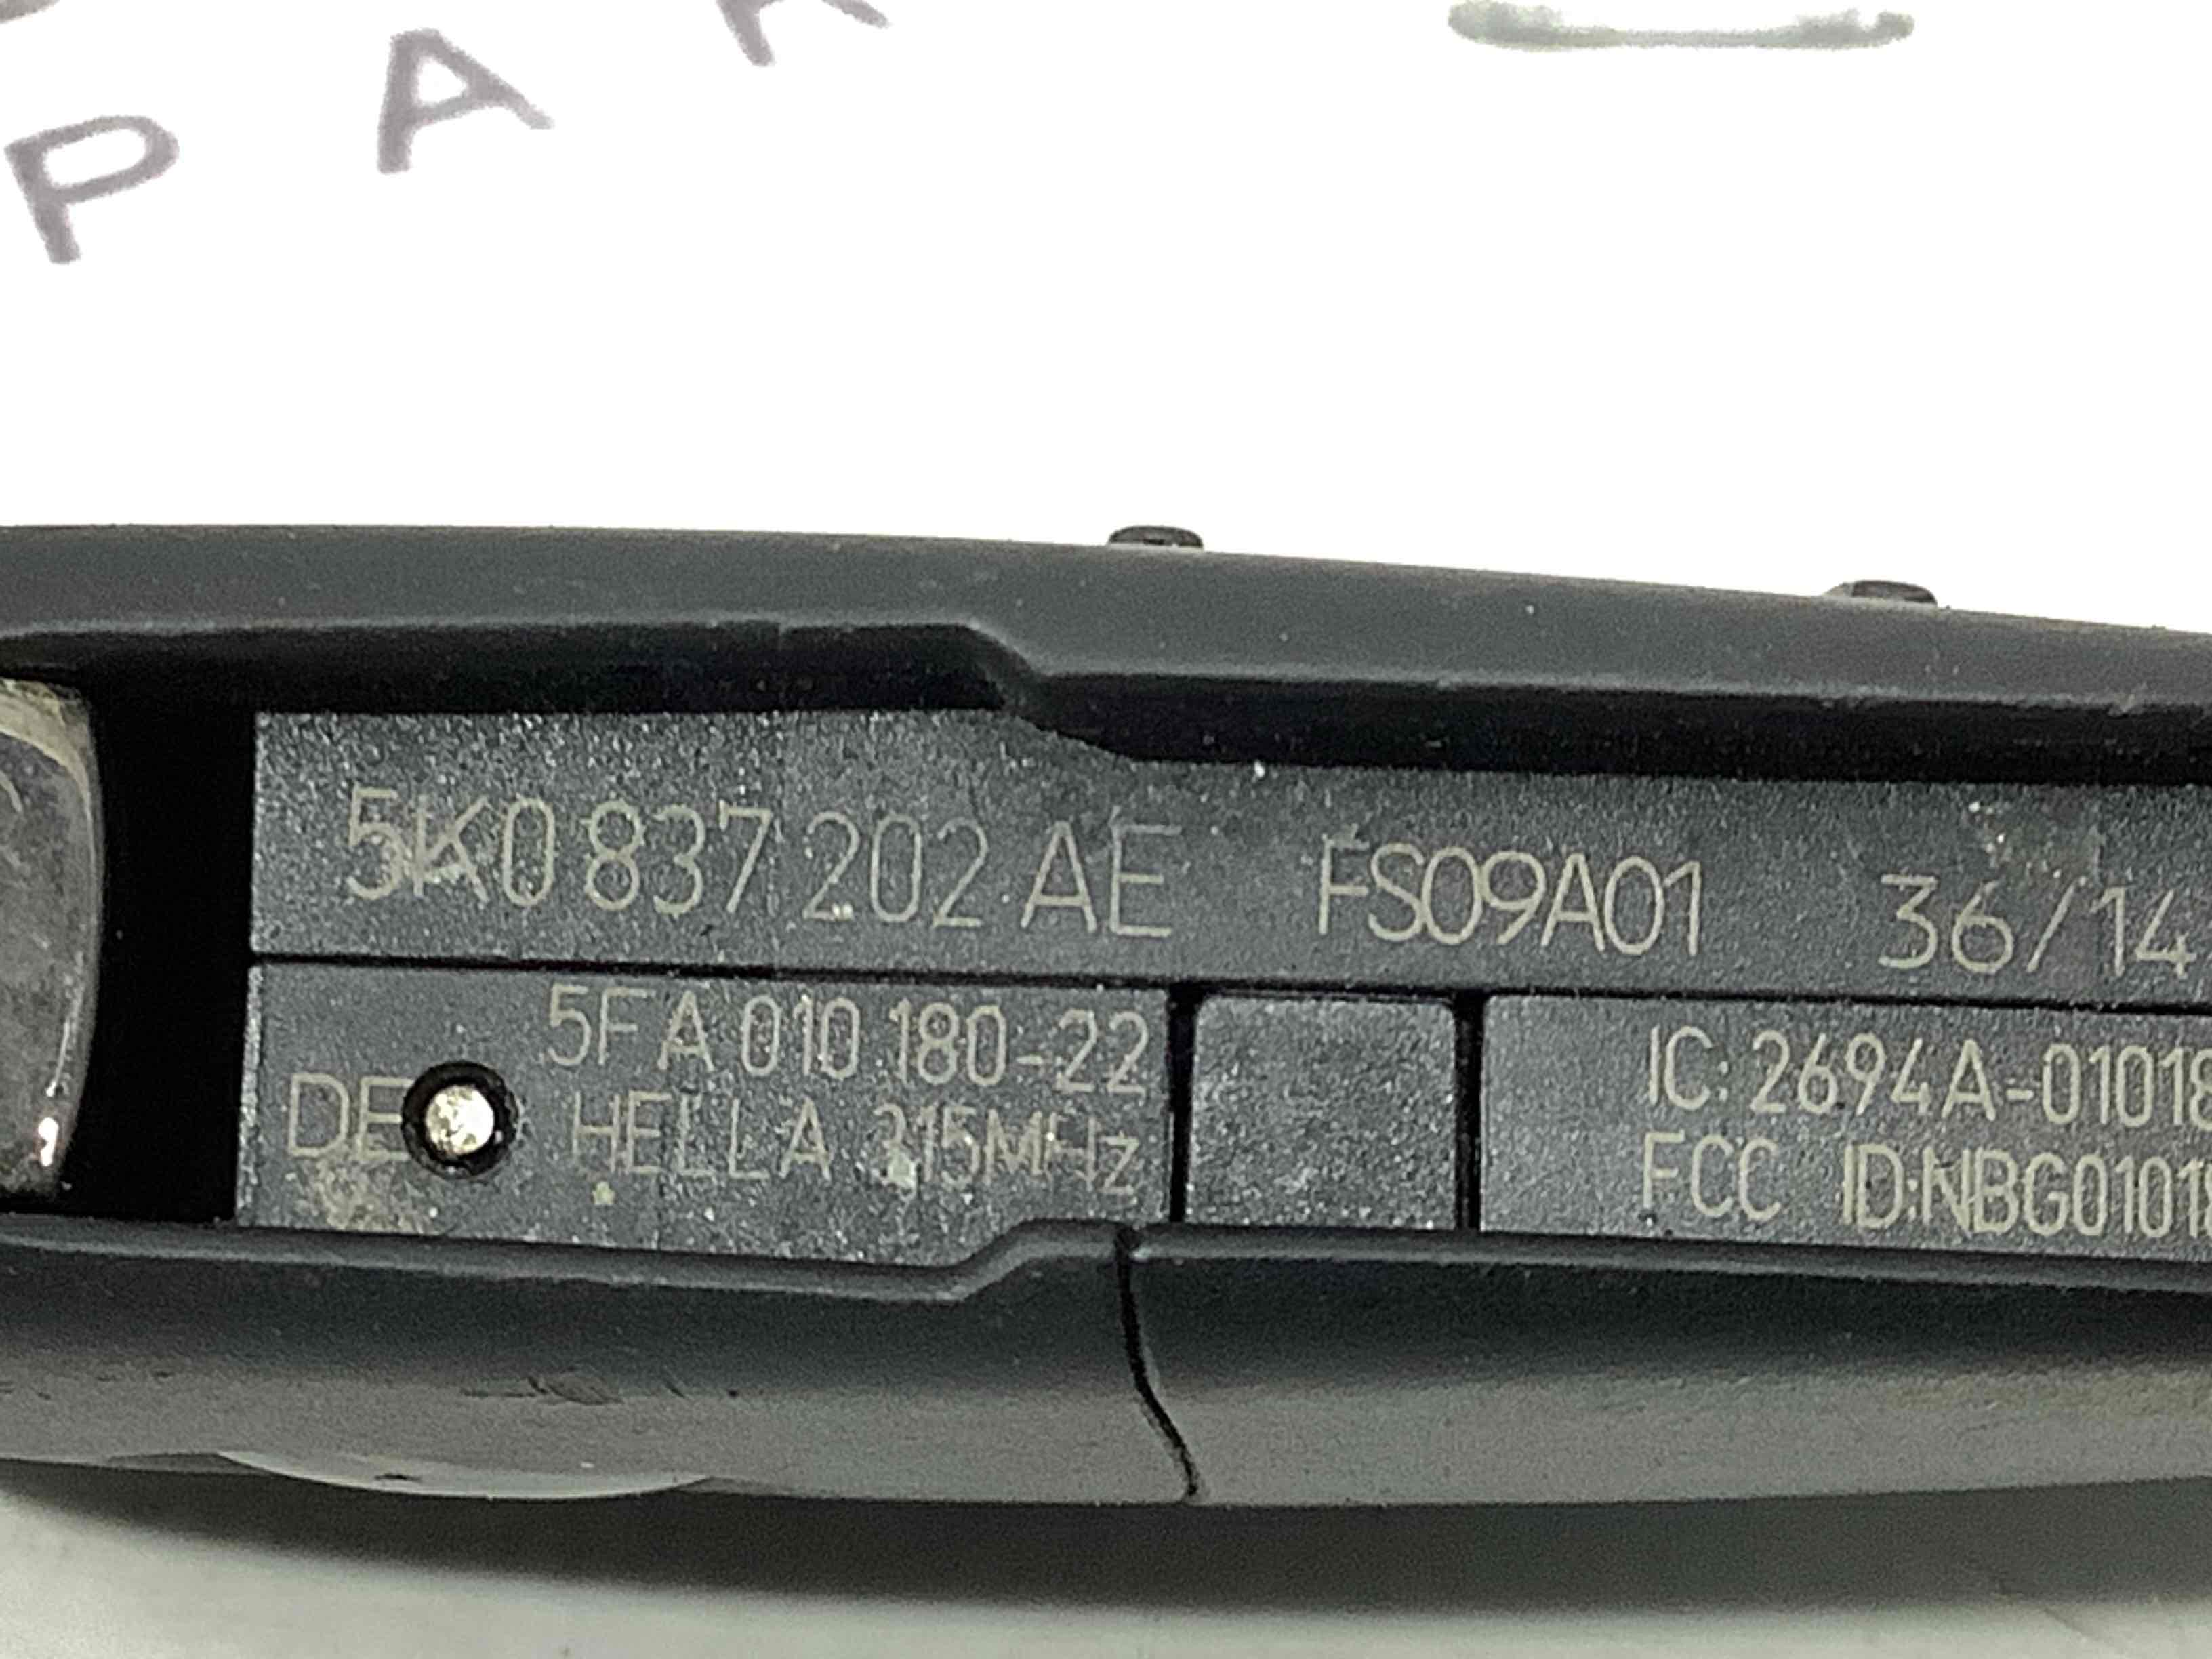 P A R
5K0 837 202 AE FS09A01 36/14
5FA 010 180-22
DE HELLA 315MHz
IC: 2694A-01018
FCC ID:NBG0101